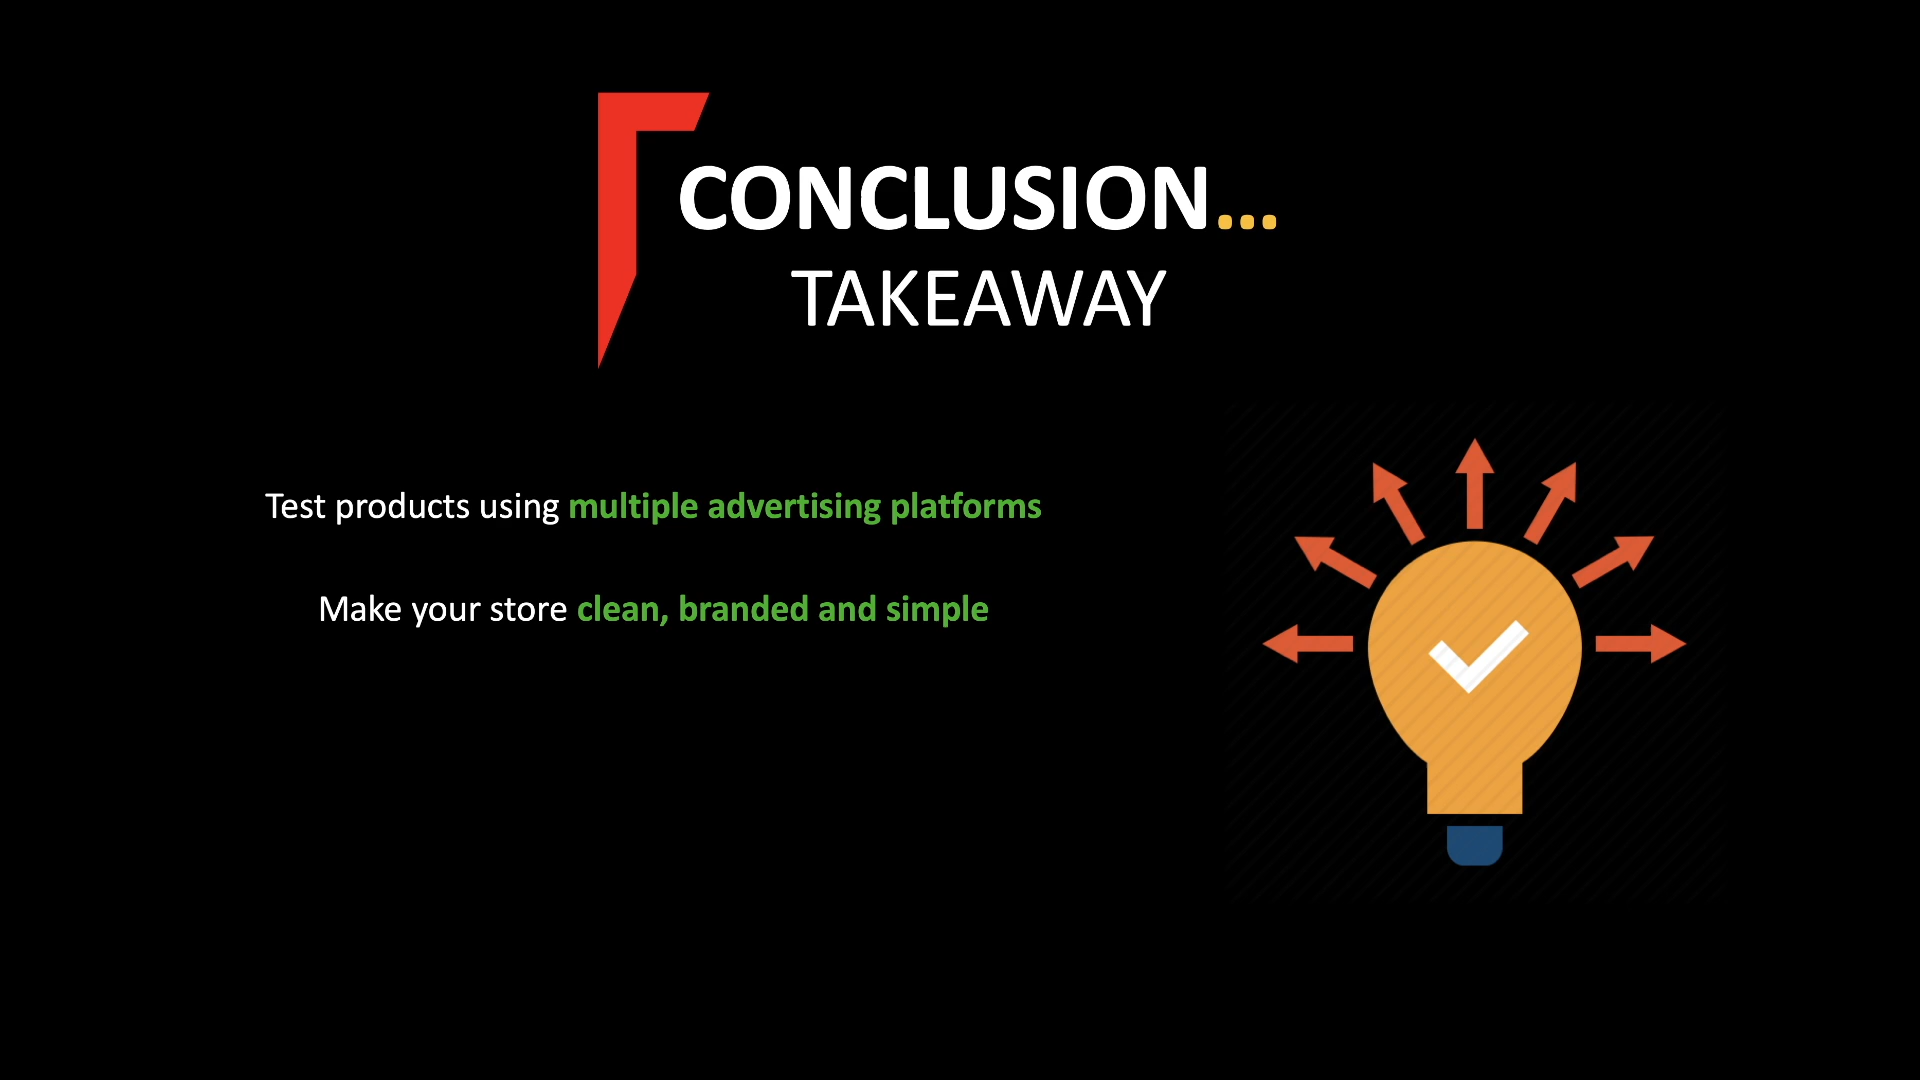 CONCLUSION...
TAKEAWAY
Test products using multiple advertising platforms
Make your store clean, branded and simple